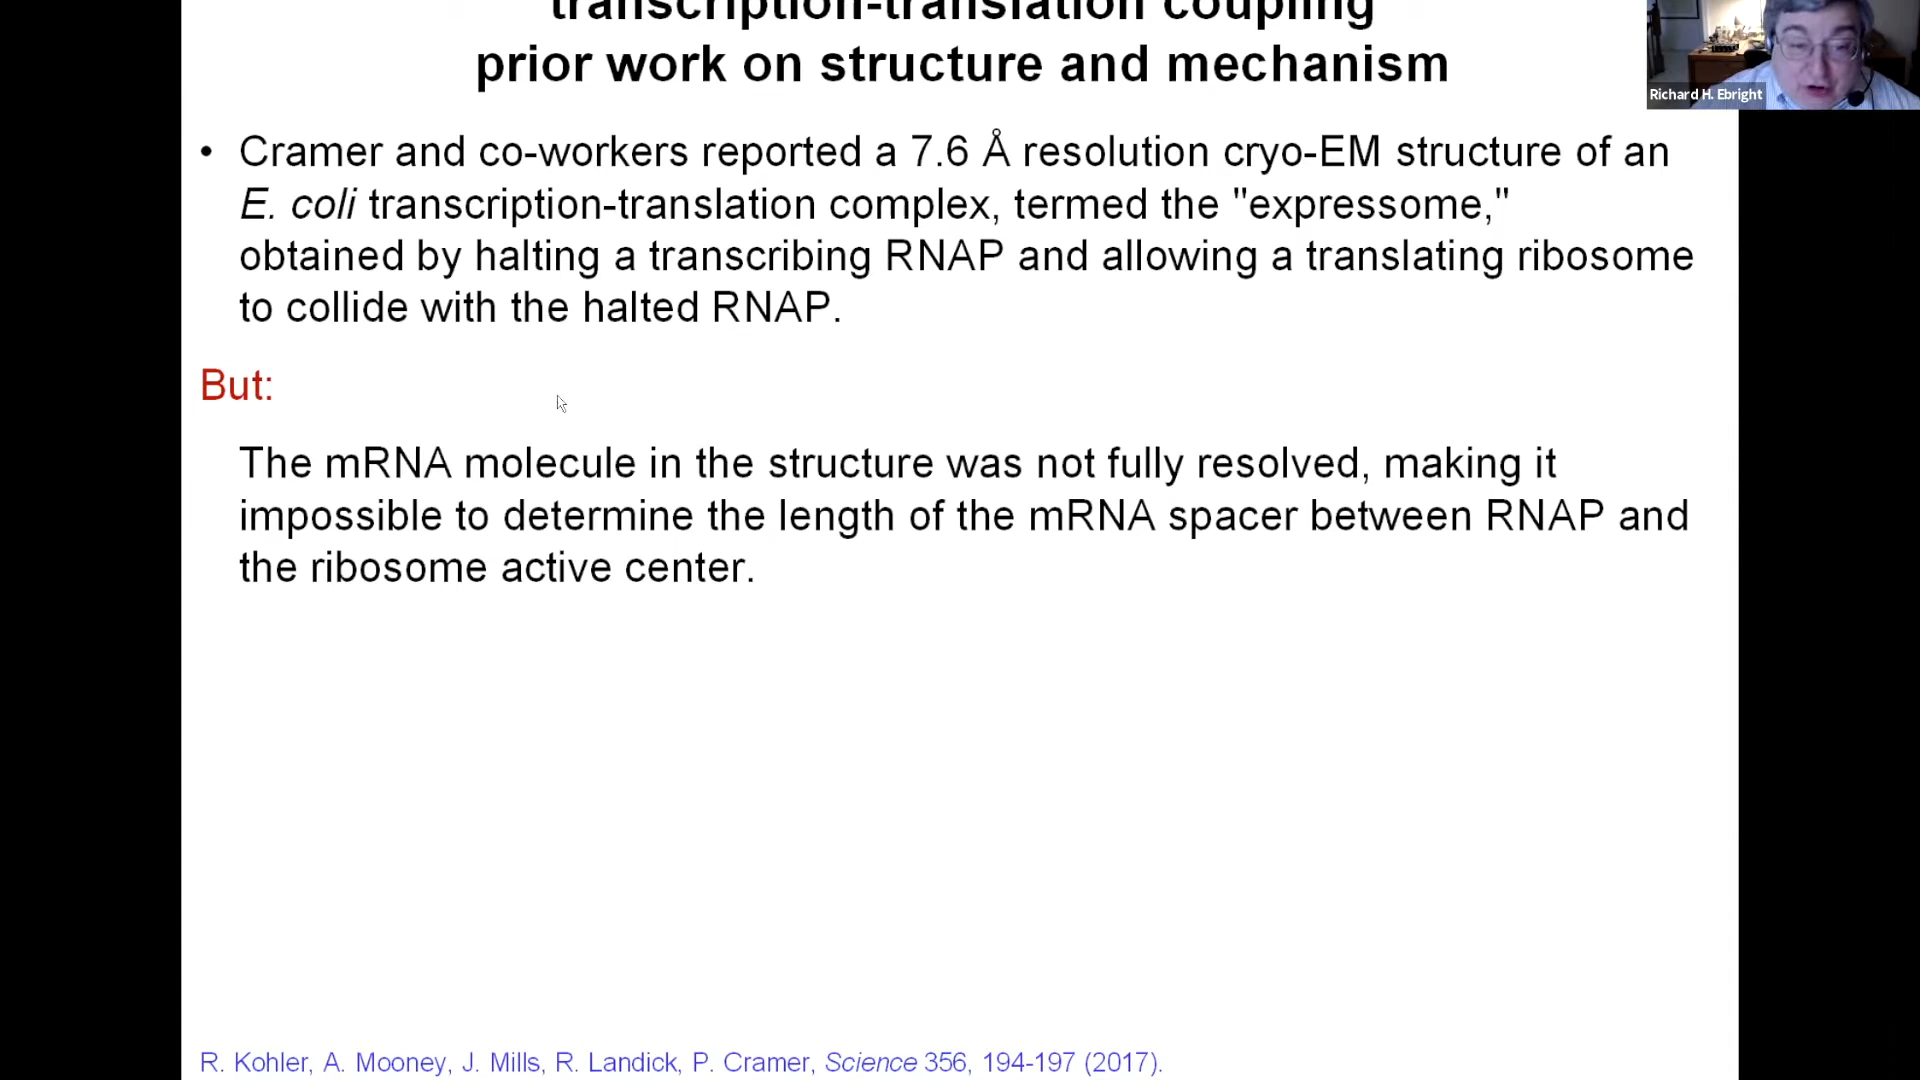 transcription-translation coupling
prior work on structure and mechanism
Richard H. Ebright
• Cramer and co-workers reported a 7.6 Å resolution cryo-EM structure of an
E. coli transcription-translation complex, termed the "expressome,"
obtained by halting a transcribing RNAP and allowing a translating ribosome
to collide with the halted RNAP.
But:
The mRNA molecule in the structure was not fully resolved, making it
impossible to determine the length of the mRNA spacer between RNAP and
the ribosome active center.
R. Kohler, A. Mooney, J. Mills, R. Landick, P. Cramer, Science 356, 194-197 (2017).